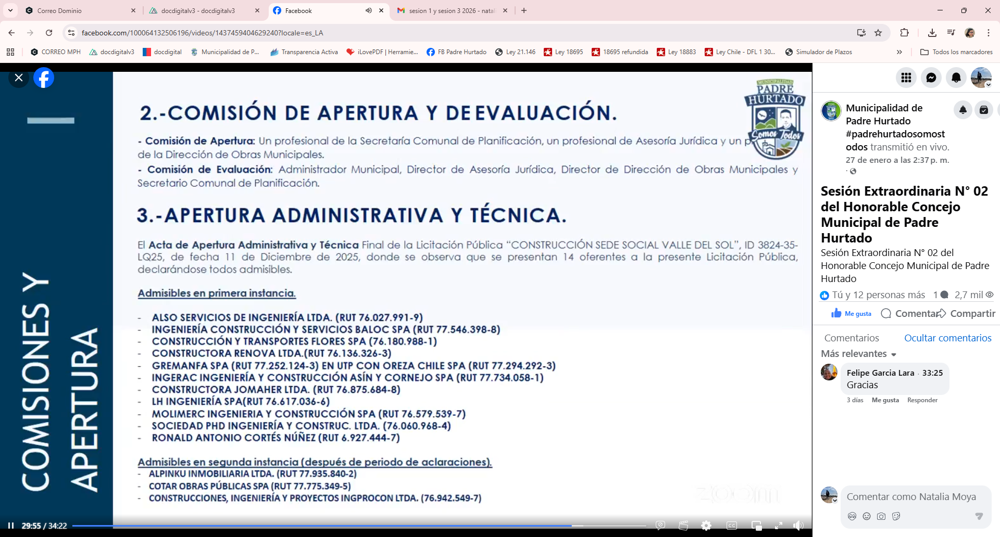 Correo Dominio
docdigitalv3 - docdigitalv3
Facebook
sesion 1 y sesion 3 2026 - nata
facebook.com/100064132506196/videos/1437459404629240?locale=es_LA
CORREO MPH
docdigitalv3
docdigital
Municipalidad de P...
Transparencia Activa
iLovePDF | Herramie...
FB Padre Hurtado
Ley 21.146
Ley 18695
18695 refundida
Ley 18883
Ley Chile - DFL 1 30...
Simulador de Plazos
Todos los marcadores
COMISIONES Y
APERTURA
MUNICIPALIDAD
PADRE
HURTADO
Somos Todos
2.-COMISIÓN DE APERTURA Y DE EVALUACIÓN.
- Comisión de Apertura: Un profesional de la Secretaría Comunal de Planificación, un profesional de Asesoría Jurídica y un p
de la Dirección de Obras Municipales.
- Comisión de Evaluación: Administrador Municipal, Director de Asesoría Jurídica, Director de Dirección de Obras Municipales y
Secretario Comunal de Planificación.
3.-APERTURA ADMINISTRATIVA Y TÉCNICA.
El Acta de Apertura Administrativa y Técnica Final de la Licitación Pública “CONSTRUCCIÓN SEDE SOCIAL VALLE DEL SOL”, ID 3824-35-
LQ25, de fecha 11 de Diciembre de 2025, donde se observa que se presentan 14 oferentes a la presente Licitación Pública,
declarándose todos admisibles.
Admisibles en primera instancia.
- ALSO SERVICIOS DE INGENIERÍA LTDA. (RUT 76.027.991-9)
- INGENIERÍA CONSTRUCCIÓN Y SERVICIOS BALOC SPA (RUT 77.546.398-8)
- CONSTRUCCIÓN Y TRANSPORTES FLORES SPA (76.180.988-1)
- CONSTRUCTORA RENOVA LTDA.(RUT 76.136.326-3)
- GREMANFA SPA (RUT 77.252.124-3) EN UTP CON OREZA CHILE SPA (RUT 77.294.292-3)
- INGERAC INGENIERÍA Y CONSTRUCCIÓN ASÍN Y CORNEJO SPA (RUT 77.734.058-1)
- CONSTRUCTORA JOMAHER LTDA. (RUT 76.875.684-8)
- LH INGENIERÍA SPA(RUT 76.617.036-6)
- MOLIMERC INGENIERIA Y CONSTRUCCIÓN SPA (RUT 76.579.539-7)
- SOCIEDAD PHD INGENIERÍA Y CONSTRUC. LTDA. (76.060.968-4)
- RONALD ANTONIO CORTÉS NÚÑEZ (RUT 6.927.444-7)
Admisibles en segunda instancia (después de periodo de aclaraciones).
- ALPINKU INMOBILIARIA LTDA. (RUT 77.935.840-2)
- COTAR OBRAS PÚBLICAS SPA (RUT 77.775.349-5)
- CONSTRUCCIONES, INGENIERÍA Y PROYECTOS INGPROCON LTDA. (76.942.549-7)
zoom
29:55 / 34:22
Municipalidad de
Padre Hurtado
#padrehurtadosomost
odos transmitió en vivo.
27 de enero a las 2:37 p. m.
·
Sesión Extraordinaria N° 02
del Honorable Concejo
Municipal de Padre
Hurtado
Sesión Extraordinaria N° 02 del
Honorable Concejo Municipal de Padre
Hurtado
Tú y 12 personas más 1 2,7 mil
Me gusta Comentar Compartir
Comentarios Ocultar comentarios
Más relevantes
Felipe Garcia Lara · 33:25
Gracias
3 días Me gusta Responder
Comentar como Natalia Moya